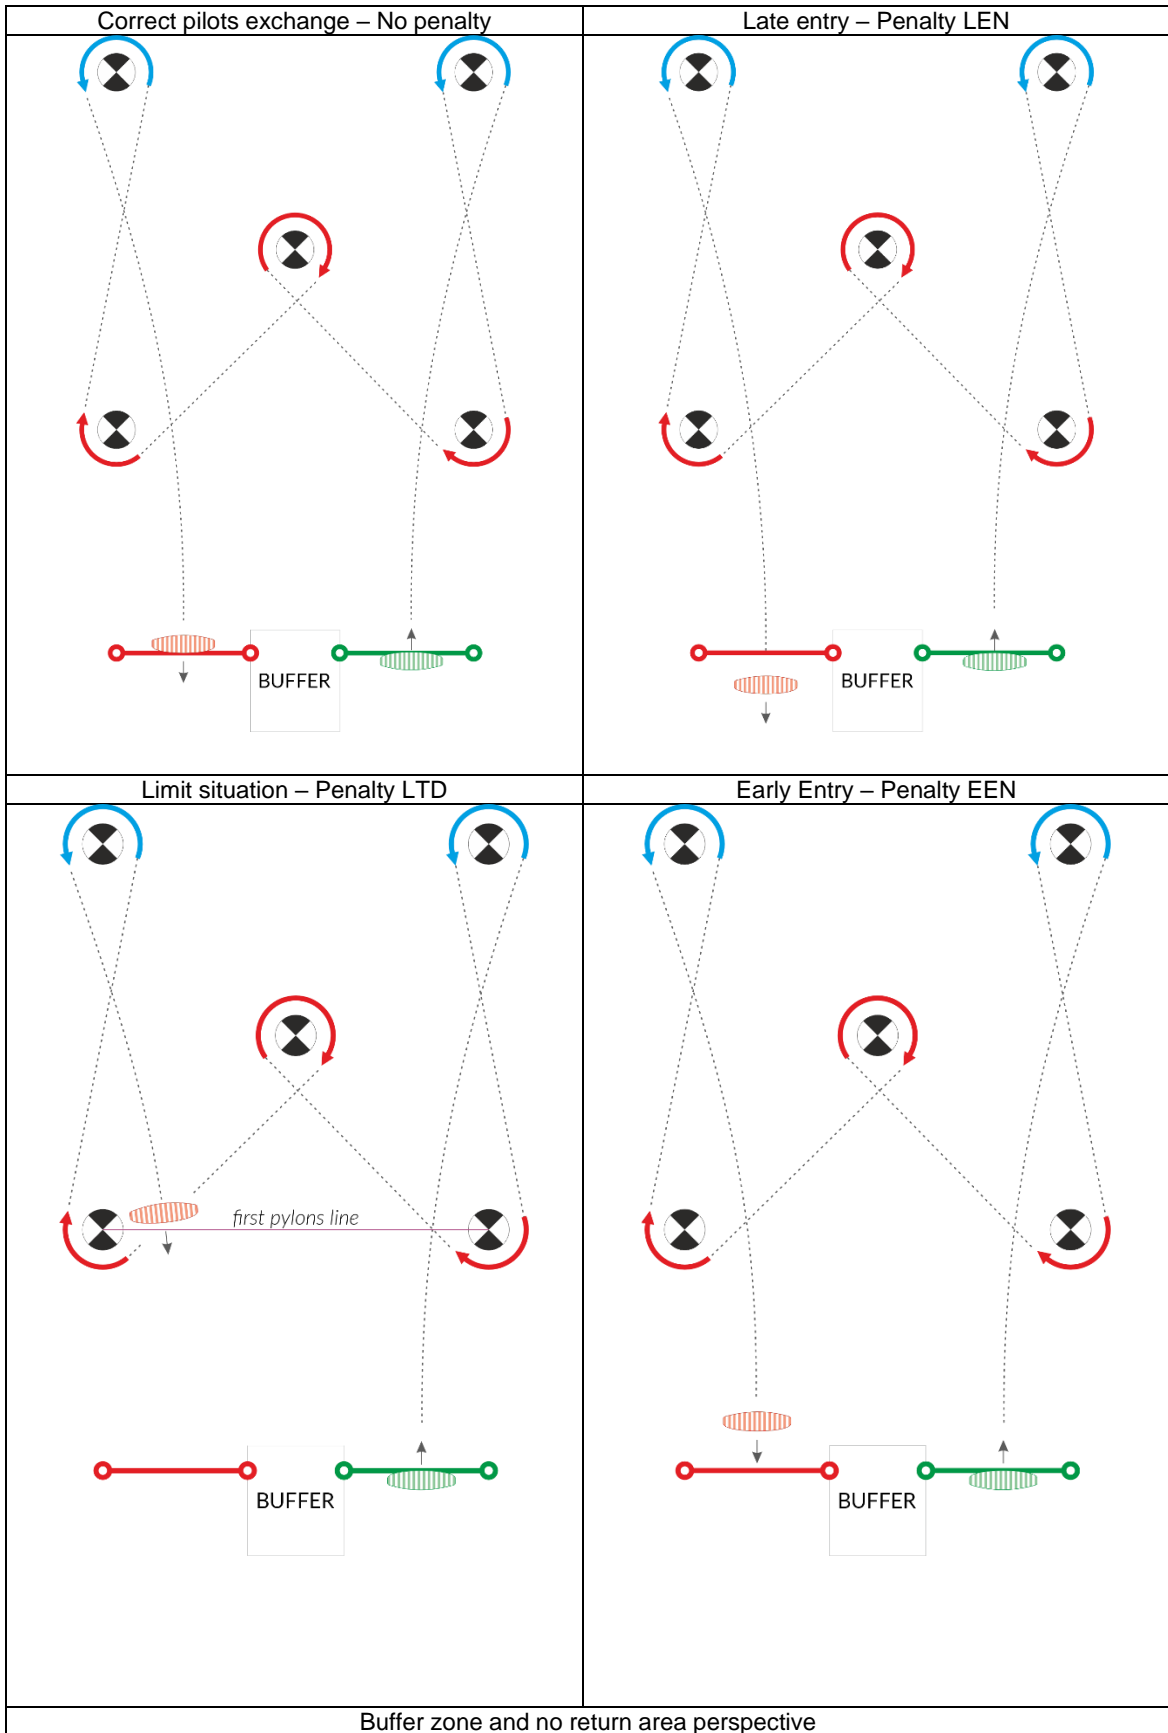 Correct pilots exchange – No penalty
Late entry – Penalty LEN
BUFFER
BUFFER
Limit situation – Penalty LTD
Early Entry – Penalty EEN
first pylons line
BUFFER
BUFFER
Buffer zone and no return area perspective